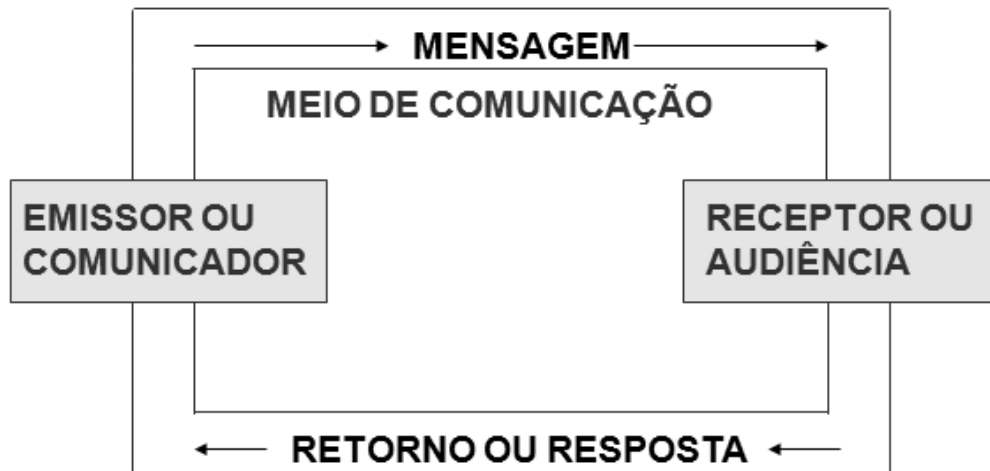 MENSAGEM
MEIO DE COMUNICAÇÃO
EMISSOR OU
COMUNICADOR
RECEPTOR OU
AUDIÊNCIA
RETORNO OU RESPOSTA